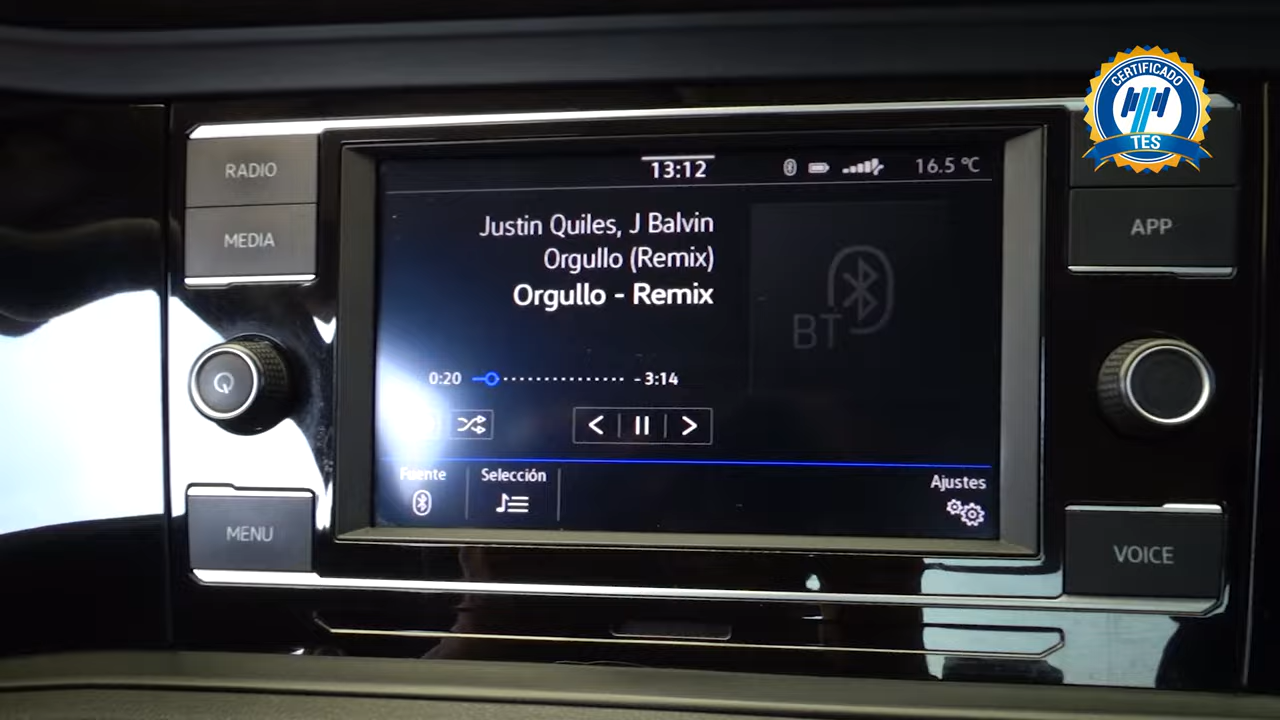 CERTIFICADO
TES
RADIO
MEDIA
MENU
APP
VOICE
13:12
16.5 °C
Justin Quiles, J Balvin
Orgullo (Remix)
Orgullo - Remix
BT
0:20
- 3:14
Fuente
Selección
Ajustes